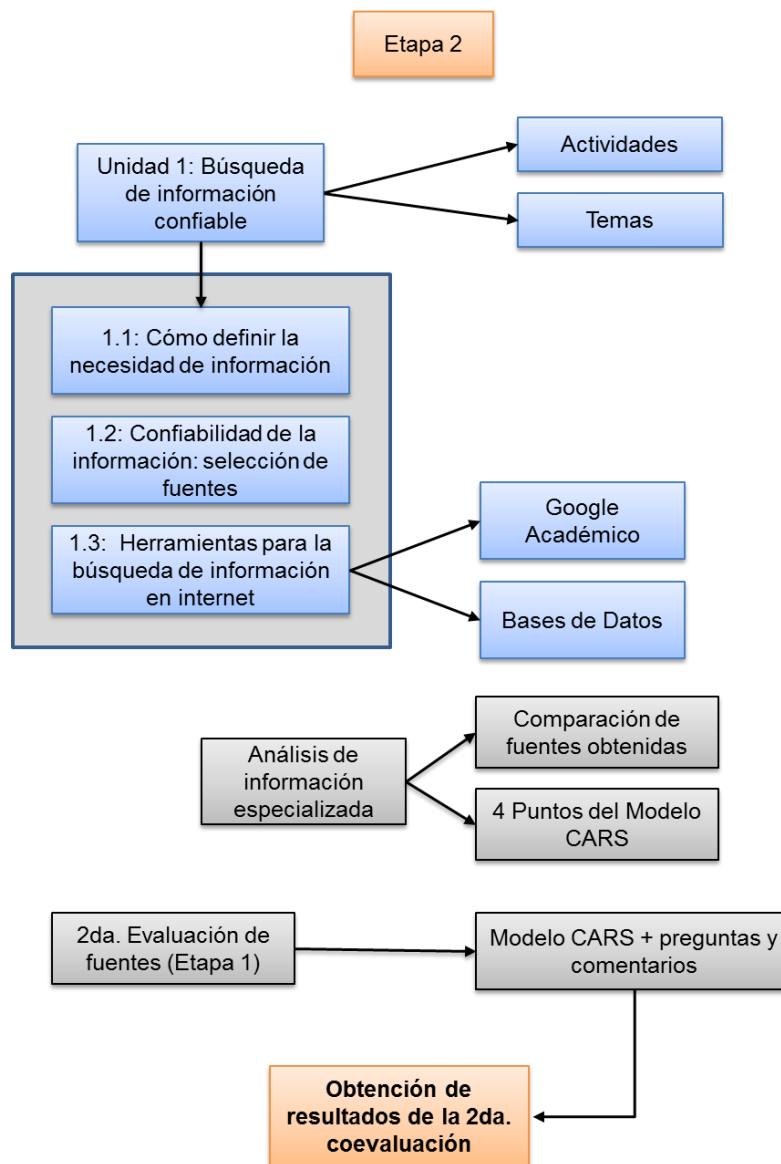 Etapa 2
Unidad 1: Búsqueda
de información
confiable
Actividades
Temas
1.1: Cómo definir la
necesidad de información
1.2: Confiabilidad de la
información: selección de
fuentes
1.3:  Herramientas para la
búsqueda de información
en internet
Google
Académico
Bases de Datos
Análisis de
información
especializada
Comparación de
fuentes obtenidas
4 Puntos del Modelo
CARS
2da. Evaluación de
fuentes (Etapa 1)
Modelo CARS + preguntas y
comentarios
Obtención de
resultados de la 2da.
coevaluación